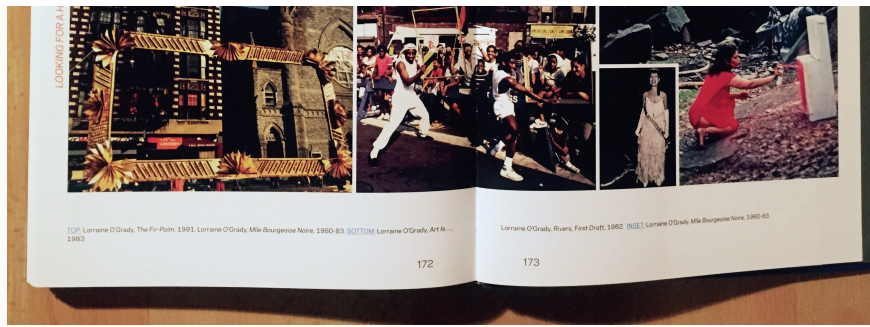 LOOKING FOR A H
TOP: Lorraine O'Grady, The Fir-Palm, 1991. Lorraine O'Grady, Mlle Bourgeoise Noire, 1980-83. BOTTOM: Lorraine O'Grady, Art Is . . .
1983.
172
Lorraine O'Grady, Rivers, First Draft, 1982. INSET: Lorraine O'Grady, Mlle Bourgeoise Noire, 1980-83.
173